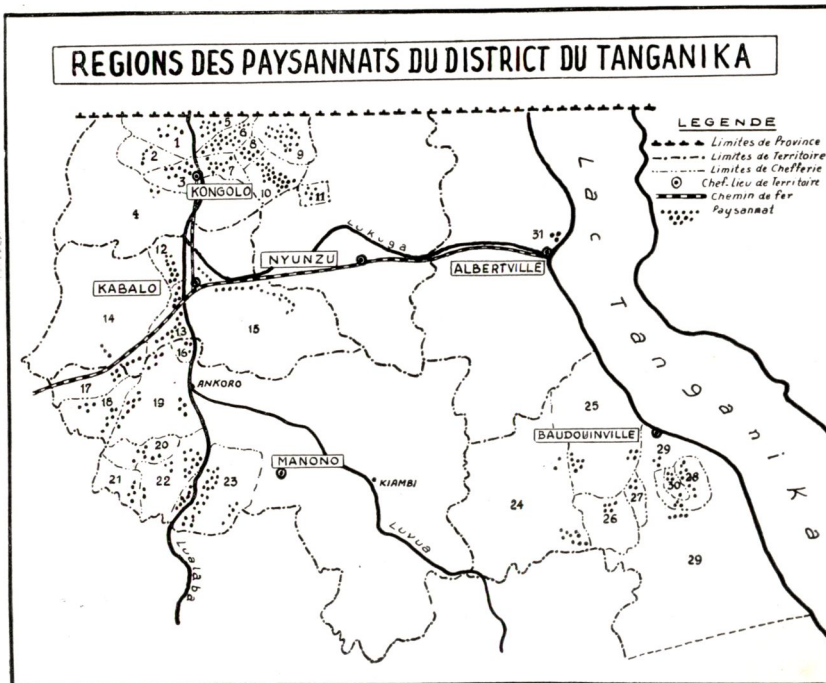 REGIONS DES PAYSANNATS DU DISTRICT DU TANGANIKA
LEGENDE
Limites de Province
Limites de Territoire
Limites de Chefferie
Chef. Lieu de Territoire
Chemin de fer
Paysannat
1
2
3
4
5
6
7
8
9
10
11
KONGOLO
Lukuga
NYUNZU
31
ALBERTVILLE
Lac Tanganika
12
KABALO
14
13
15
16
17
18
19
ANKORO
20
21
22
23
MANONO
KIAMBI
Luvua
Lualaba
25
BAUDOUINVILLE
29
24
26
27
30
28
29